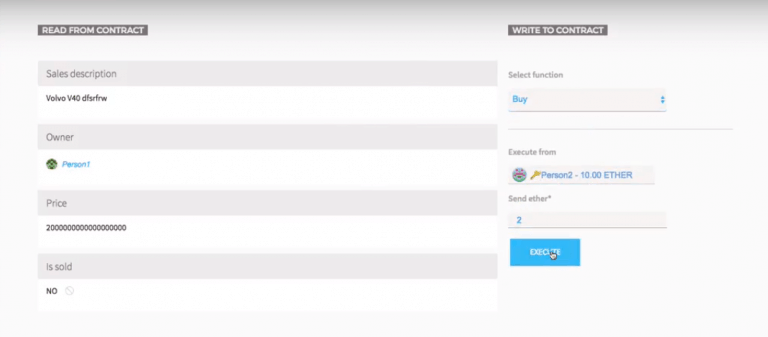 READ FROM CONTRACT
Sales description
Volvo V40 dfsrfrw
Owner
Person1
Price
2000000000000000000
Is sold
NO
WRITE TO CONTRACT
Select function
Buy
Execute from
Person2 - 10.00 ETHER
Send ether*
2
EXECUTE